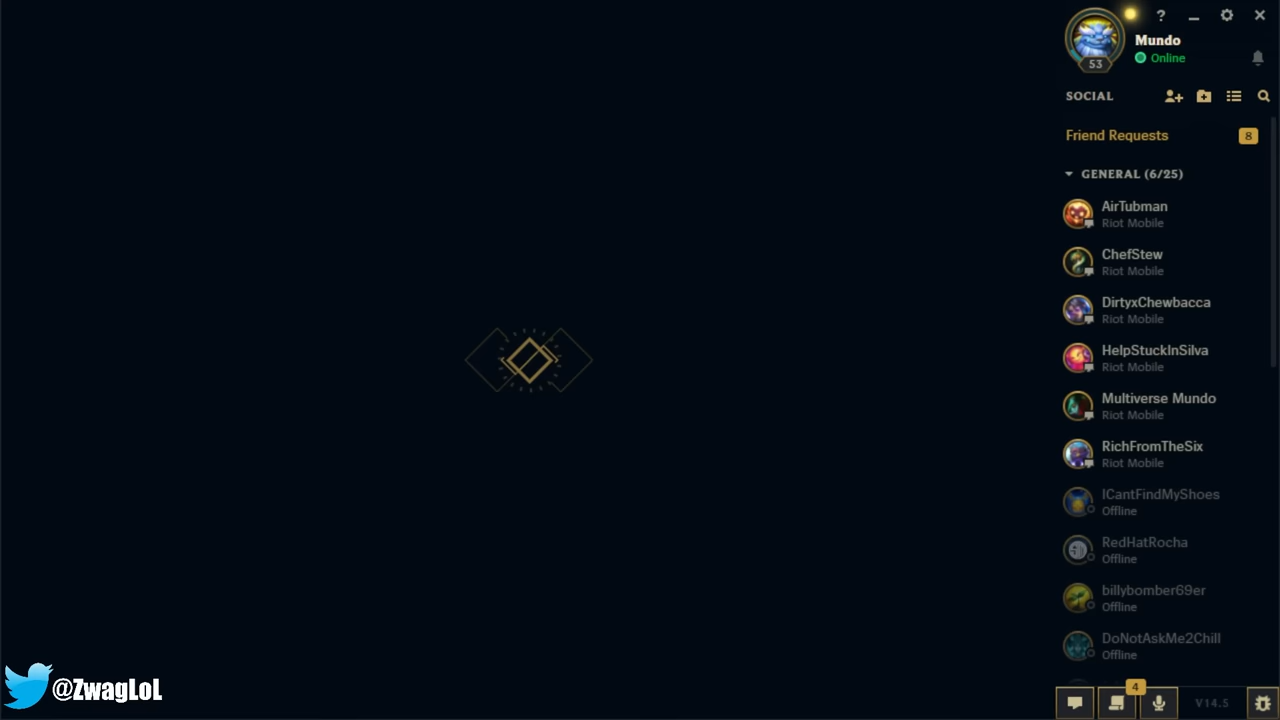 ?
Mundo
53
Online
SOCIAL
Friend Requests
8
GENERAL (6/25)
AirTubman
Riot Mobile
ChefStew
Riot Mobile
DirtyxChewbacca
Riot Mobile
HelpStuckInSilva
Riot Mobile
Multiverse Mundo
Riot Mobile
RichFromTheSix
Riot Mobile
ICantFindMyShoes
Offline
RedHatRocha
Offline
billybomber69er
Offline
DoNotAskMe2Chill
Offline
@ZwagLoL
4
V14.5